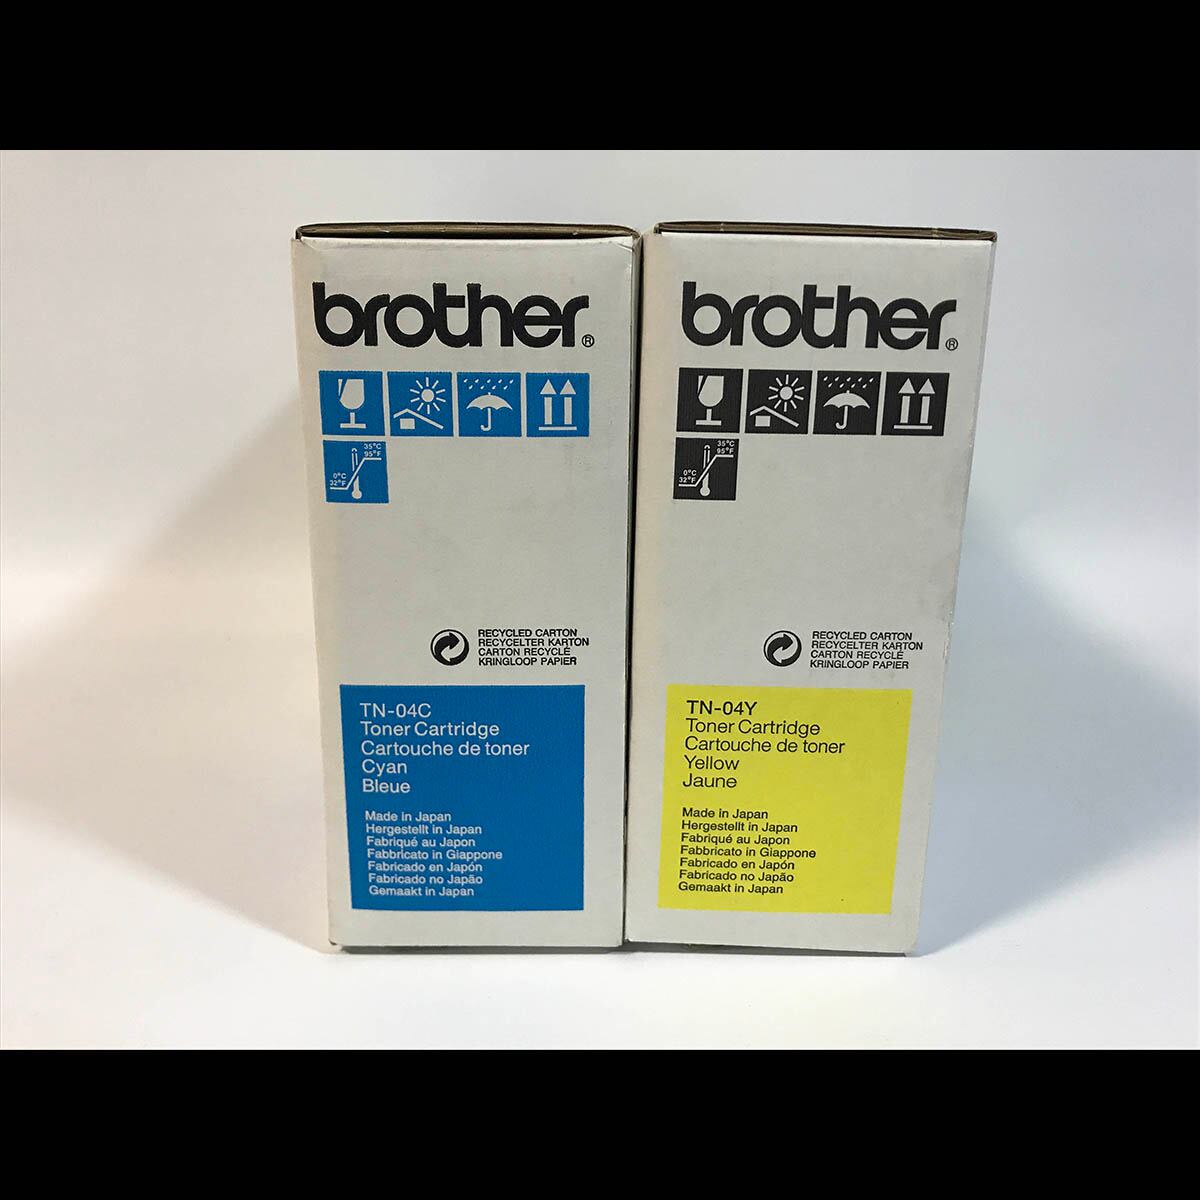 brother®
35°C
95°F
0°C
32°F
RECYCLED CARTON
RECYCELTER KARTON
CARTON RECYCLÉ
KRINGLOOP PAPIER
TN-04C
Toner Cartridge
Cartouche de toner
Cyan
Bleue
Made in Japan
Hergestellt in Japan
Fabriqué au Japon
Fabbricato in Giappone
Fabricado en Japón
Fabricado no Japão
Gemaakt in Japan
brother®
35°C
95°F
0°C
32°F
RECYCLED CARTON
RECYCELTER KARTON
CARTON RECYCLÉ
KRINGLOOP PAPIER
TN-04Y
Toner Cartridge
Cartouche de toner
Yellow
Jaune
Made in Japan
Hergestellt in Japan
Fabriqué au Japon
Fabbricato in Giappone
Fabricado en Japón
Fabricado no Japão
Gemaakt in Japan